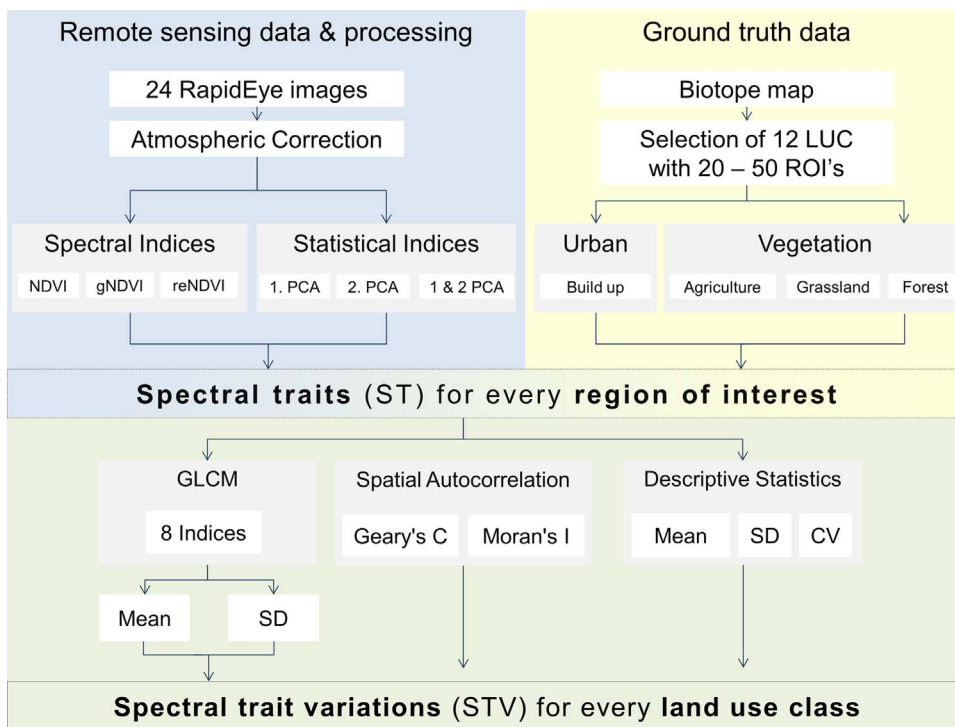 Remote sensing data & processing
24 RapidEye images
Atmospheric Correction
Spectral Indices
NDVI
gNDVI
reNDVI
Statistical Indices
1. PCA
2. PCA
1 & 2 PCA
Ground truth data
Biotope map
Selection of 12 LUC
with 20 – 50 ROI's
Urban
Build up
Vegetation
Agriculture
Grassland
Forest
Spectral traits (ST) for every region of interest
GLCM
8 Indices
Mean
SD
Spatial Autocorrelation
Geary's C
Moran's I
Descriptive Statistics
Mean
SD
CV
Spectral trait variations (STV) for every land use class